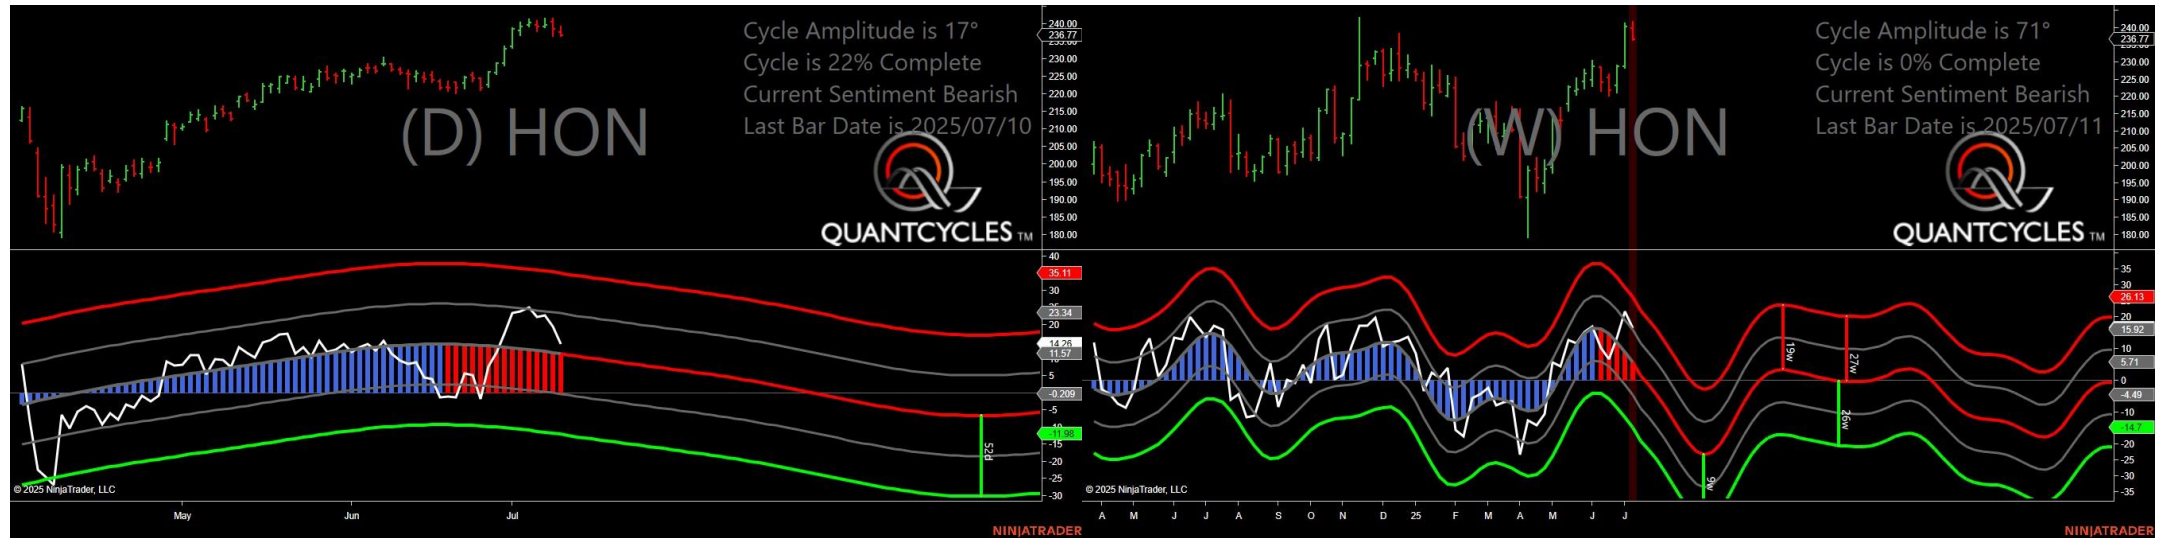 Cycle Amplitude is 17°
Cycle is 22% Complete
Current Sentiment Bearish
Last Bar Date is 2025/07/10
(D) HON
QUANTCYCLES TM
240.00
236.77
230.00
225.00
220.00
215.00
210.00
205.00
200.00
195.00
190.00
185.00
180.00
40
35.11
30
23.34
20
14.26
11.57
5
-0.209
-5
-11.98
-15
-20
-25
-30
52d
© 2025 NinjaTrader, LLC
May
Jun
Jul
NINJATRADER
Cycle Amplitude is 71°
Cycle is 0% Complete
Current Sentiment Bearish
Last Bar Date is 2025/07/11
(W) HON
QUANTCYCLES TM
240.00
236.77
230.00
225.00
220.00
215.00
210.00
205.00
200.00
195.00
190.00
185.00
180.00
35
26.13
20
15.92
10
5.71
0
-4.49
-10
-14.7
-20
-25
-30
-35
19w
27w
26w
9w
© 2025 NinjaTrader, LLC
A
M
J
J
A
S
O
N
D
25
F
M
A
M
J
J
NINJATRADER